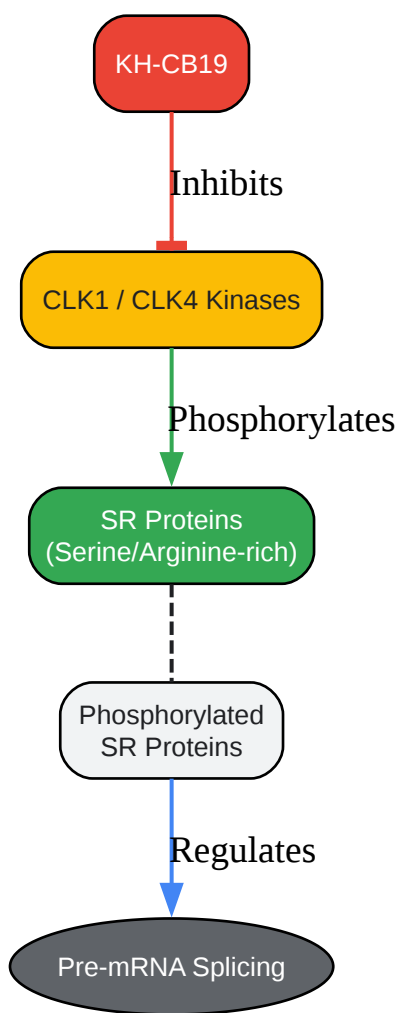 KH-CB19
Inhibits
CLK1 / CLK4 Kinases
Phosphorylates
SR Proteins
(Serine/Arginine-rich)
Phosphorylated
SR Proteins
Regulates
Pre-mRNA Splicing